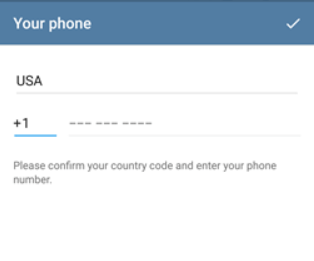 Your phone
USA
+1 --- --- ----
Please confirm your country code and enter your phone
number.